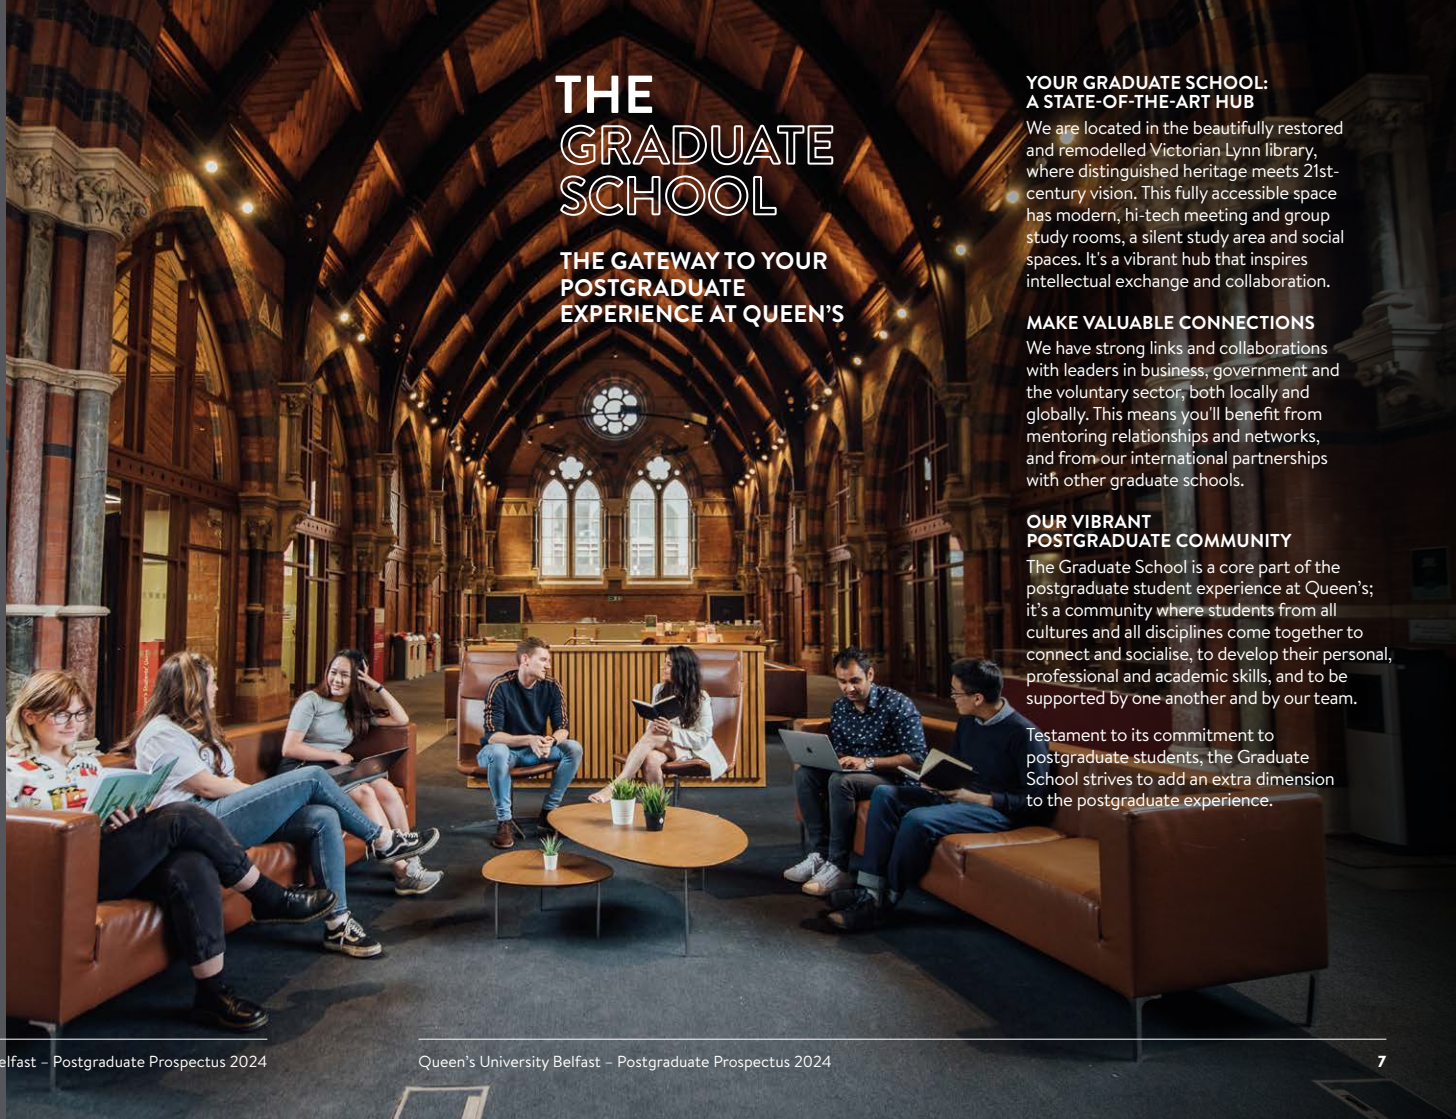 THE
GRADUATE
SCHOOL
THE GATEWAY TO YOUR
POSTGRADUATE
EXPERIENCE AT QUEEN'S
YOUR GRADUATE SCHOOL:
A STATE-OF-THE-ART HUB
We are located in the beautifully restored
and remodelled Victorian Lynn library,
where distinguished heritage meets 21st-
century vision. This fully accessible space
has modern, hi-tech meeting and group
study rooms, a silent study area and social
spaces. It's a vibrant hub that inspires
intellectual exchange and collaboration.
MAKE VALUABLE CONNECTIONS
We have strong links and collaborations
with leaders in business, government and
the voluntary sector, both locally and
globally. This means you'll benefit from
mentoring relationships and networks,
and from our international partnerships
with other graduate schools.
OUR VIBRANT
POSTGRADUATE COMMUNITY
The Graduate School is a core part of the
postgraduate student experience at Queen's;
it's a community where students from all
cultures and all disciplines come together to
connect and socialise, to develop their personal,
professional and academic skills, and to be
supported by one another and by our team.
Testament to its commitment to
postgraduate students, the Graduate
School strives to add an extra dimension
to the postgraduate experience.
elfast – Postgraduate Prospectus 2024
Queen's University Belfast – Postgraduate Prospectus 2024
7